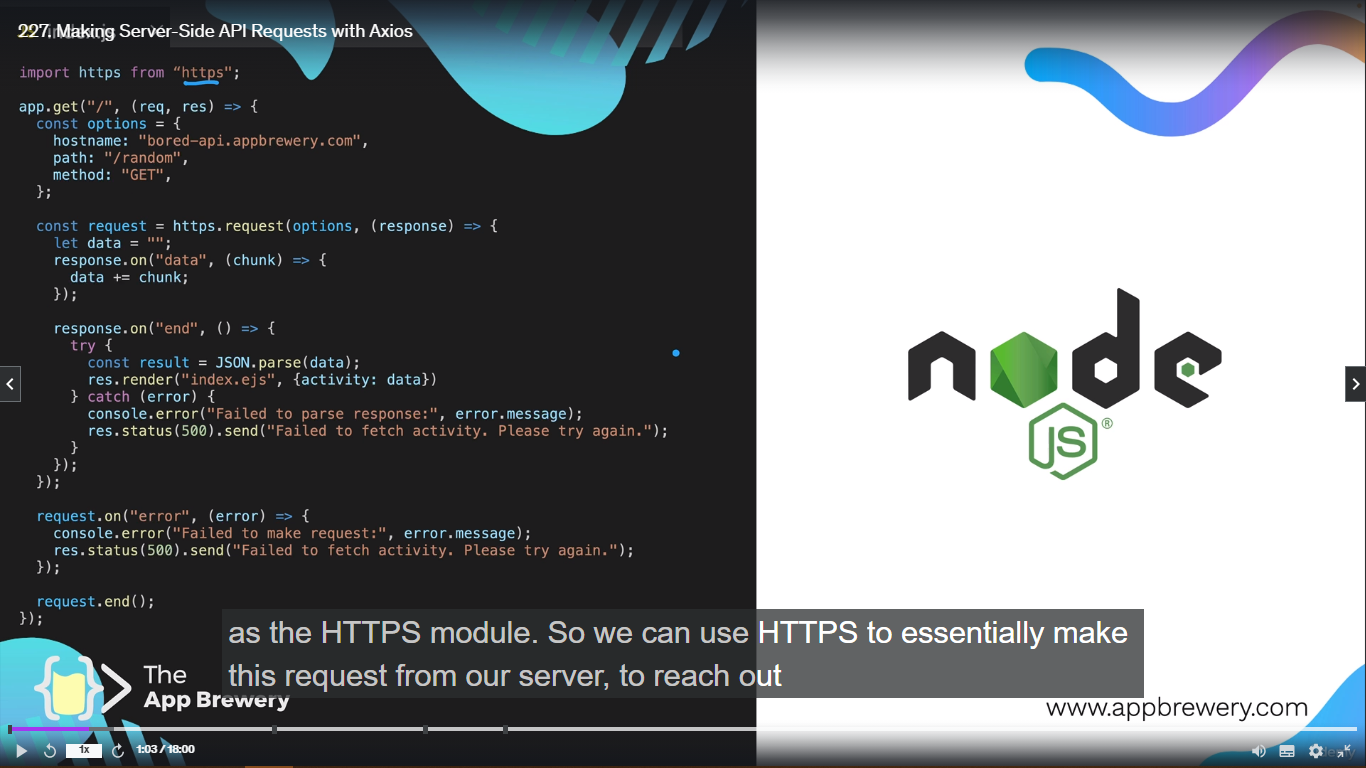 227. Making Server-Side API Requests with Axios
import https from “https";
app.get("/", (req, res) => {
const options = {
hostname: "bored-api.appbrewery.com",
path: "/random",
method: "GET",
};
const request = https.request(options, (response) => {
let data = "";
response.on("data", (chunk) => {
data += chunk;
});
response.on("end", () => {
try {
const result = JSON.parse(data);
res.render("index.ejs", {activity: data})
} catch (error) {
console.error("Failed to parse response:", error.message);
res.status(500).send("Failed to fetch activity. Please try again.");
}
});
});
request.on("error", (error) => {
console.error("Failed to make request:", error.message);
res.status(500).send("Failed to fetch activity. Please try again.");
});
request.end();
});
node
JS®
as the HTTPS module. So we can use HTTPS to essentially make
this request from our server, to reach out
The
App Brewery
www.appbrewery.com
1x
1:03 / 18:00